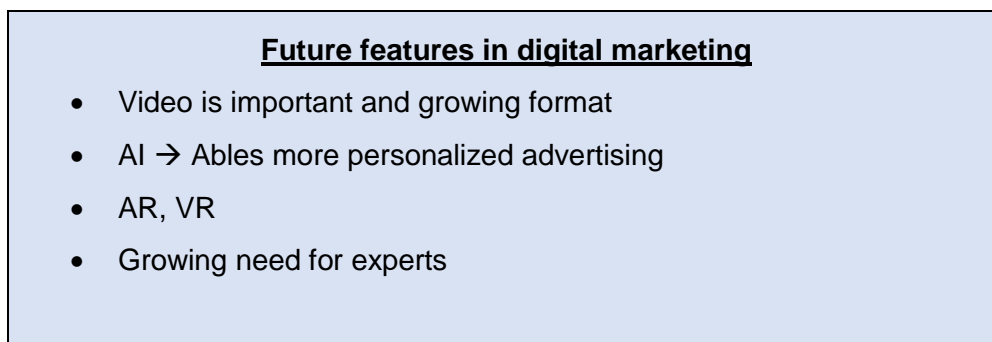 Future features in digital marketing
• Video is important and growing format
• AI → Ables more personalized advertising
• AR, VR
• Growing need for experts